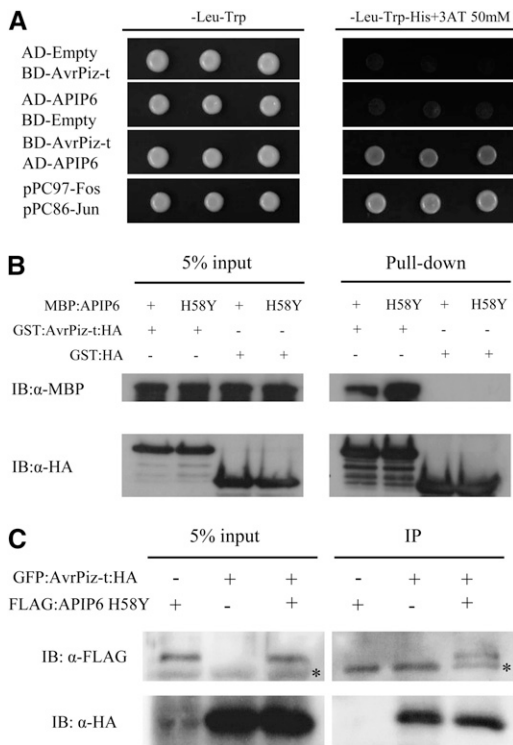 A
-Leu-Trp
-Leu-Trp-His+3AT 50mM
AD-Empty
BD-AvrPiz-t
AD-APIP6
BD-Empty
BD-AvrPiz-t
AD-APIP6
pPC97-Fos
pPC86-Jun
B
5% input
Pull-down
MBP:APIP6 + H58Y + H58Y + H58Y + H58Y
GST:AvrPiz-t:HA + + - - + + - -
GST:HA - - + + - - + +
IB:α-MBP
IB:α-HA
C
5% input
IP
GFP:AvrPiz-t:HA - + + - + +
FLAG:APIP6 H58Y + - + + - +
IB: α-FLAG
* *
IB: α-HA